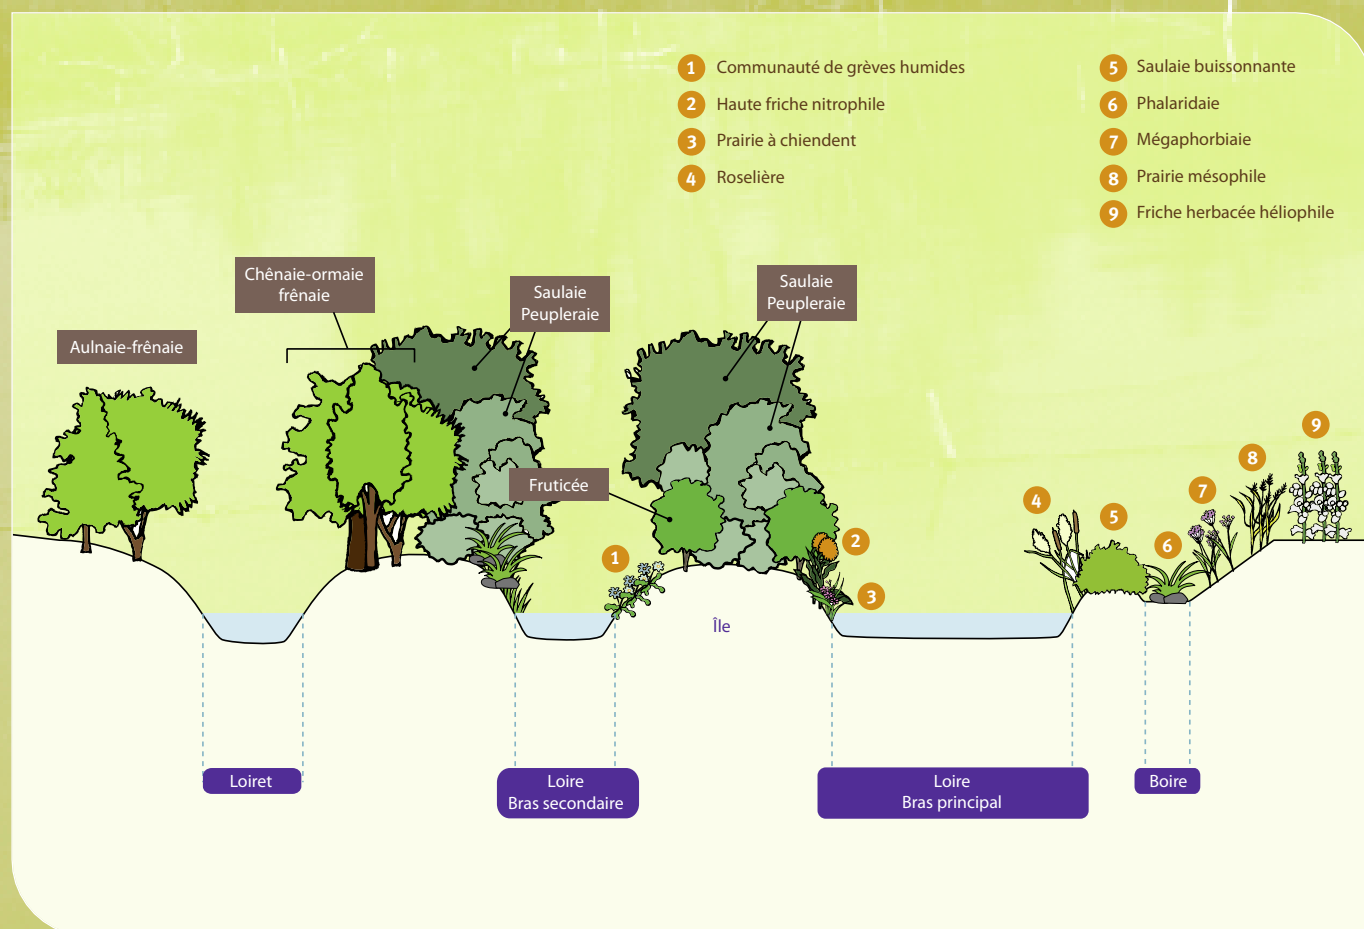 1 Communauté de grèves humides
2 Haute friche nitrophile
3 Prairie à chiendent
4 Roselière
5 Saulaie buissonnante
6 Phalaridaie
7 Mégaphorbiaie
8 Prairie mésophile
9 Friche herbacée héliophile
Aulnaie-frênaie
Chênaie-ormaie
frênaie
Saulaie
Peupleraie
Saulaie
Peupleraie
Fruticée
1
2
3
Île
4
5
6
7
8
9
Loiret
Loire
Bras secondaire
Loire
Bras principal
Boire